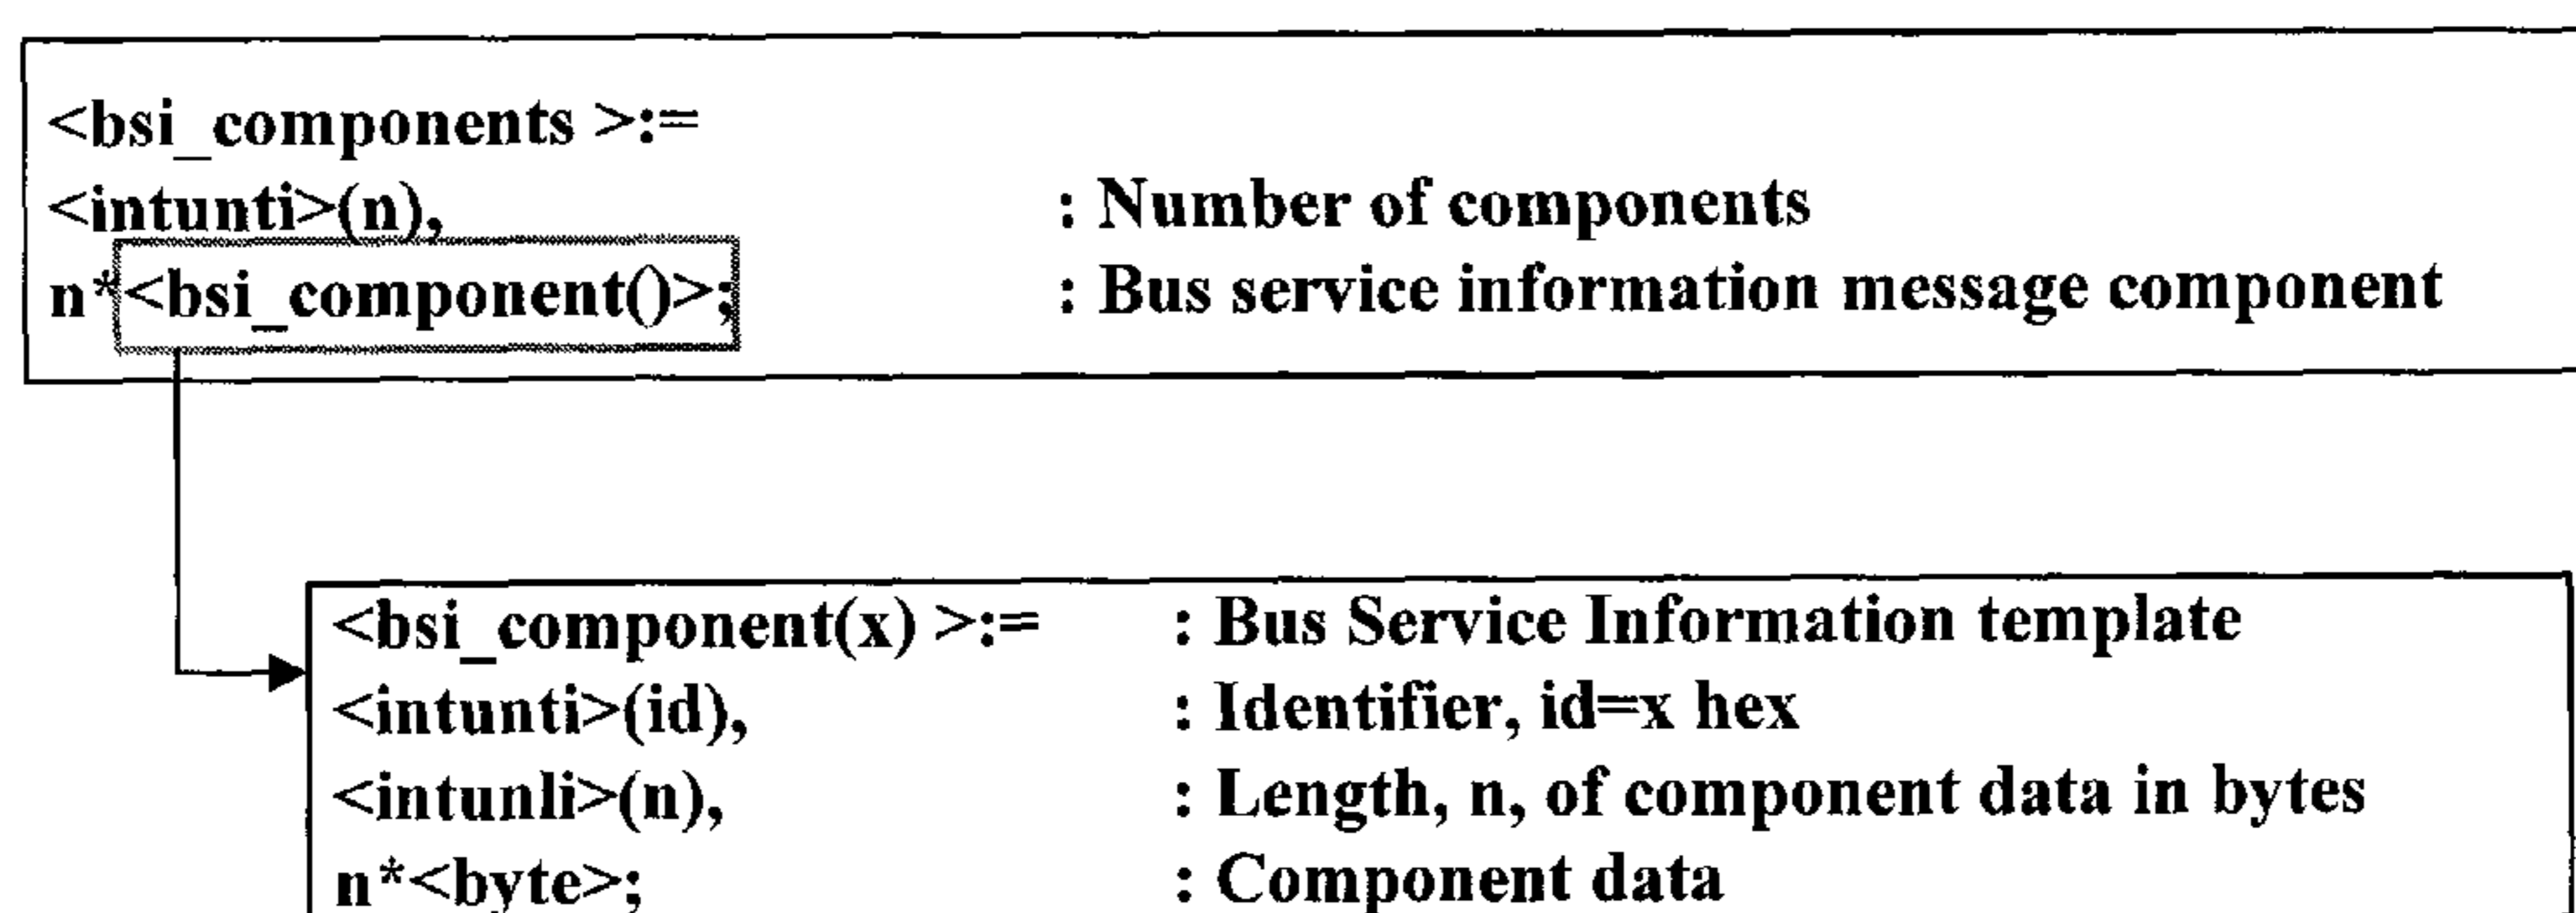 <bsi_components >:=
<intunti>(n), : Number of components
n*<bsi_component()>; : Bus service information message component
<bsi_component(x) >:= : Bus Service Information template
<intunti>(id), : Identifier, id=x hex
<intunli>(n), : Length, n, of component data in bytes
n*<byte>; : Component data